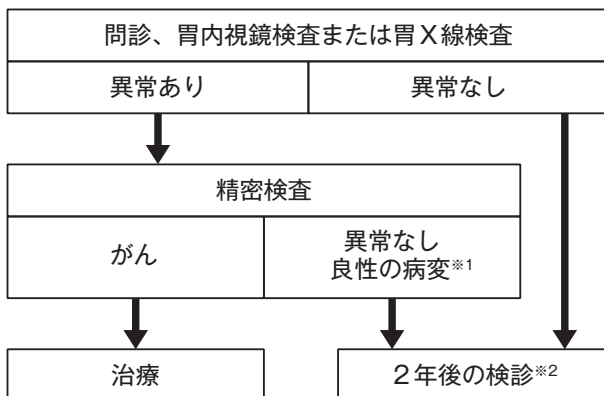 問診、胃内視鏡検査または胃X線検査
異常あり
異常なし
精密検査
がん
異常なし
良性の病変※1
治療
2年後の検診※2